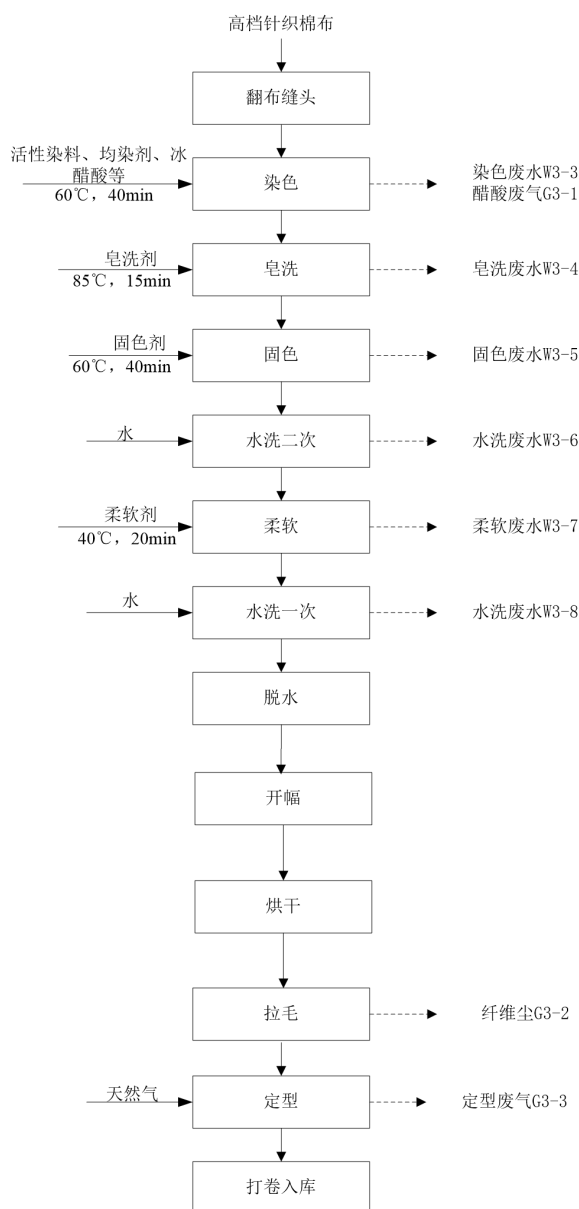 高档针织棉布
翻布缝头
活性染料、均染剂、冰
醋酸等
60℃，40min
染色
染色废水W3-3
醋酸废气G3-1
皂洗剂
85℃，15min
皂洗
皂洗废水W3-4
固色剂
60℃，40min
固色
固色废水W3-5
水
水洗二次
水洗废水W3-6
柔软剂
40℃，20min
柔软
柔软废水W3-7
水
水洗一次
水洗废水W3-8
脱水
开幅
烘干
拉毛
纤维尘G3-2
天然气
定型
定型废气G3-3
打卷入库